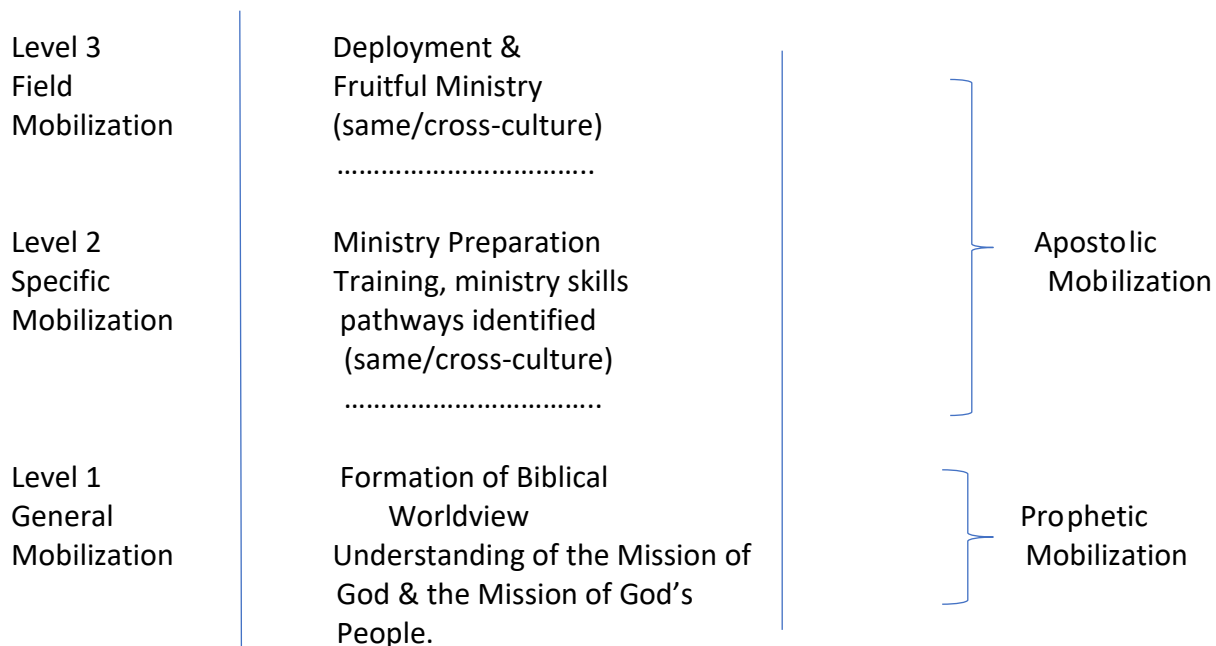 Level 3
Field
Mobilization
Deployment &
Fruitful Ministry
(same/cross-culture)
……………………………..
Level 2
Specific
Mobilization
Ministry Preparation
Training, ministry skills
pathways identified
(same/cross-culture)
……………………………..
Apostolic
Mobilization
Level 1
General
Mobilization
Formation of Biblical
Worldview
Understanding of the Mission of
God & the Mission of God’s
People.
Prophetic
Mobilization